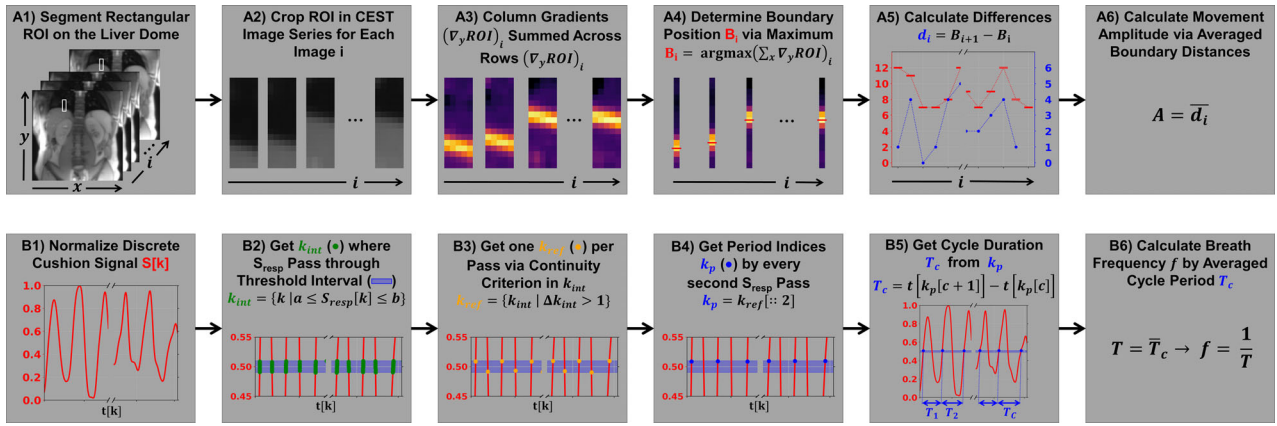 A1) Segment Rectangular
ROI on the Liver Dome
y
x
i
A2) Crop ROI in CEST
Image Series for Each
Image i
...
i
A3) Column Gradients
(∇yROI)i Summed Across
Rows (∇yROI)i
...
i
A4) Determine Boundary
Position Bi via Maximum
Bi = argmax(∑x ∇yROI)i
...
i
A5) Calculate Differences
di = Bi+1 − Bi
12
10
8
6
4
2
0
6
5
4
3
2
1
0
i
A6) Calculate Movement
Amplitude via Averaged
Boundary Distances
A = d̅i
B1) Normalize Discrete
Cushion Signal S[k]
1.0
0.8
0.6
0.4
0.2
0.0
t[k]
B2) Get kint (●) where
Sresp Pass through
Threshold Interval ( )
kint = {k |a ≤ Sresp[k] ≤ b}
0.55
0.50
0.45
t[k]
B3) Get one kref (●) per
Pass via Continuity
Criterion in kint
kref = {kint | Δkint > 1}
0.55
0.50
0.45
t[k]
B4) Get Period Indices
kp (●) by every
second Sresp Pass
kp = kref[:: 2]
0.55
0.50
0.45
t[k]
B5) Get Cycle Duration
Tc from kp
Tc = t[kp[c + 1]] − t[kp[c]]
1.0
0.8
0.6
0.4
0.2
0.0
T1 T2 TC
B6) Calculate Breath
Frequency f by Averaged
Cycle Period Tc
T = T̅c → f = 1/T